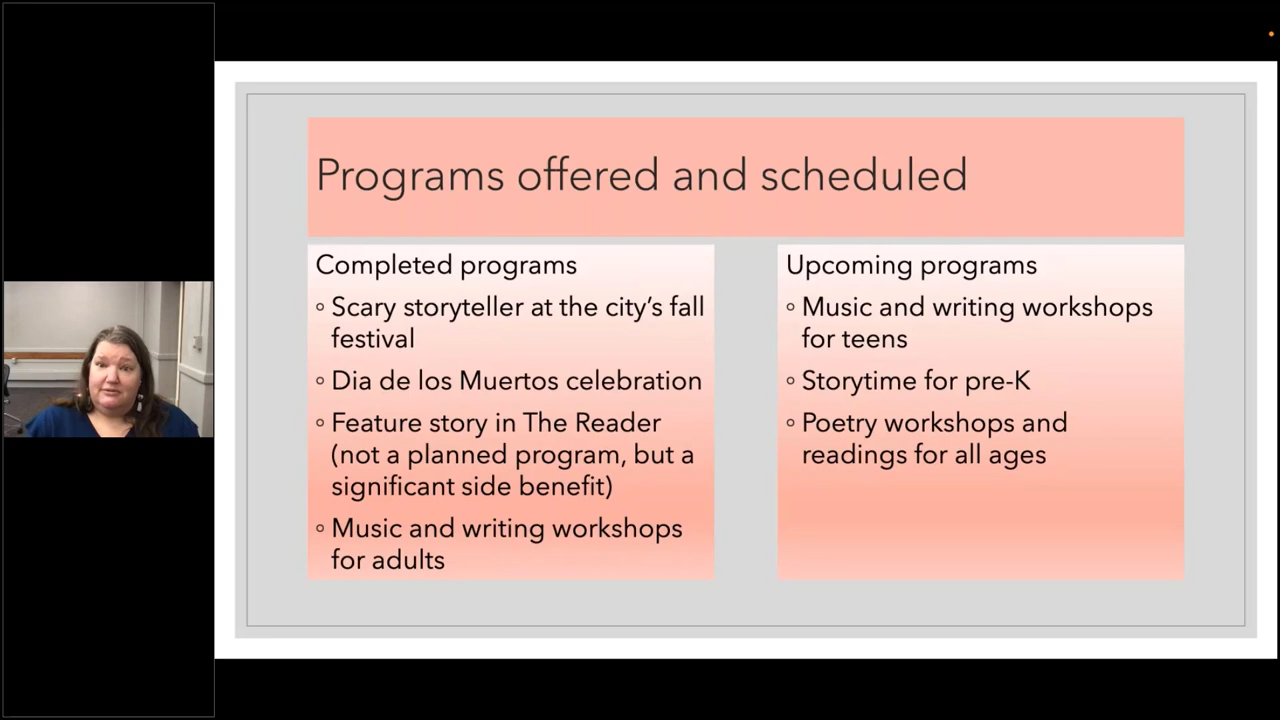 Programs offered and scheduled
Completed programs
◦ Scary storyteller at the city’s fall
festival
◦ Dia de los Muertos celebration
◦ Feature story in The Reader
(not a planned program, but a
significant side benefit)
◦ Music and writing workshops
for adults
Upcoming programs
◦ Music and writing workshops
for teens
◦ Storytime for pre-K
◦ Poetry workshops and
readings for all ages